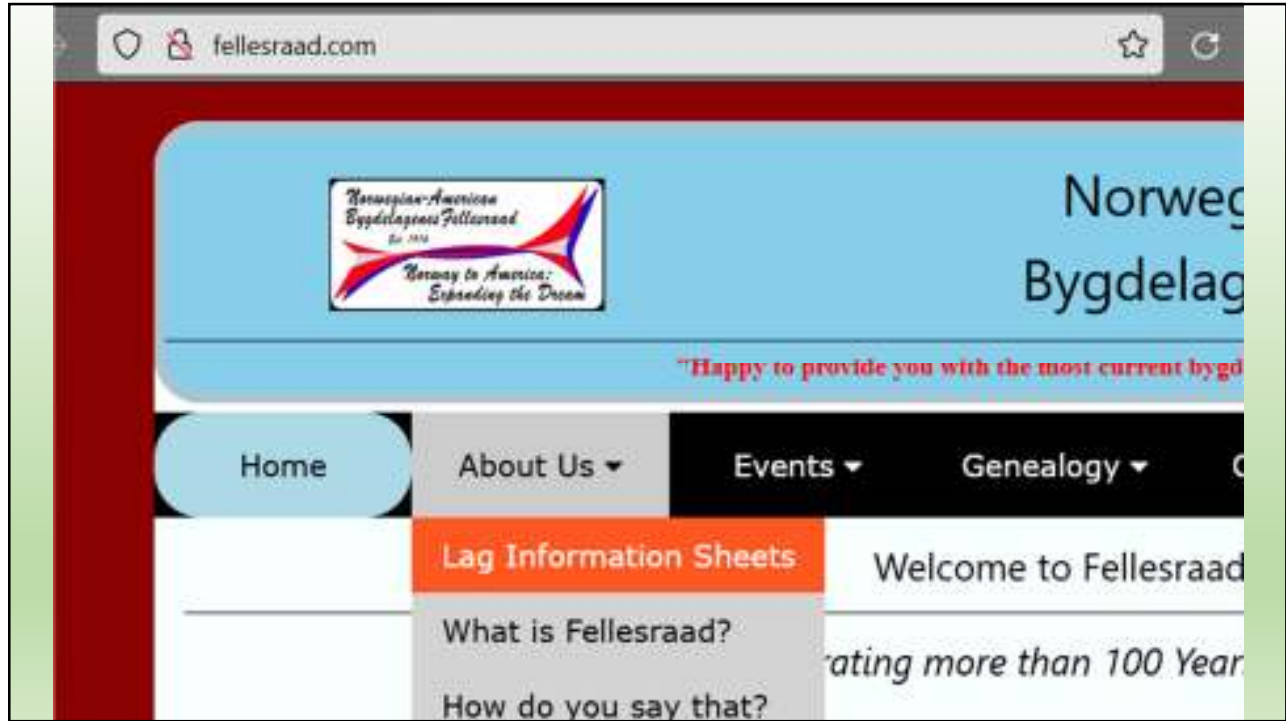 fellesraad.com
Norwegian-American
Bygdelagenes Fellesraad
Est. 1916
Norway to America:
Expanding the Dream
Norweg
Bygdelag
"Happy to provide you with the most current bygd
Home
About Us
Events
Genealogy
Lag Information Sheets
Welcome to Fellesraad
What is Fellesraad?
rating more than 100 Year
How do you say that?